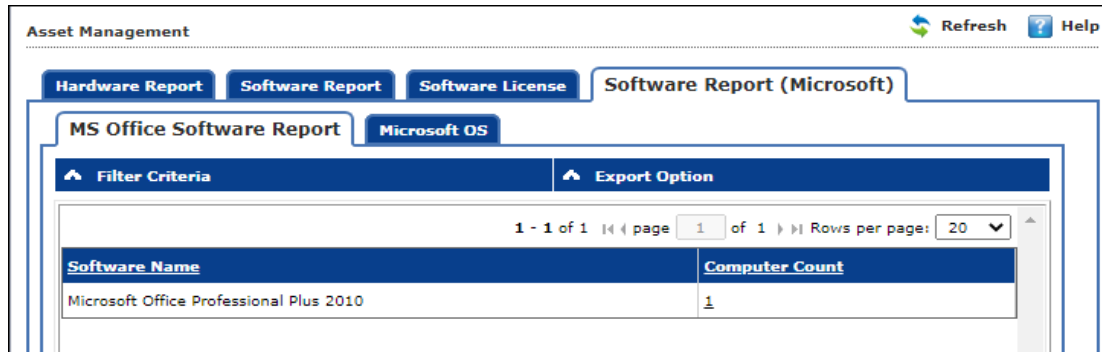 Asset Management Refresh Help
Hardware Report Software Report Software License Software Report (Microsoft)
MS Office Software Report Microsoft OS
Filter Criteria Export Option
1 - 1 of 1 page 1 of 1 Rows per page: 20
Software Name Computer Count
Microsoft Office Professional Plus 2010 1